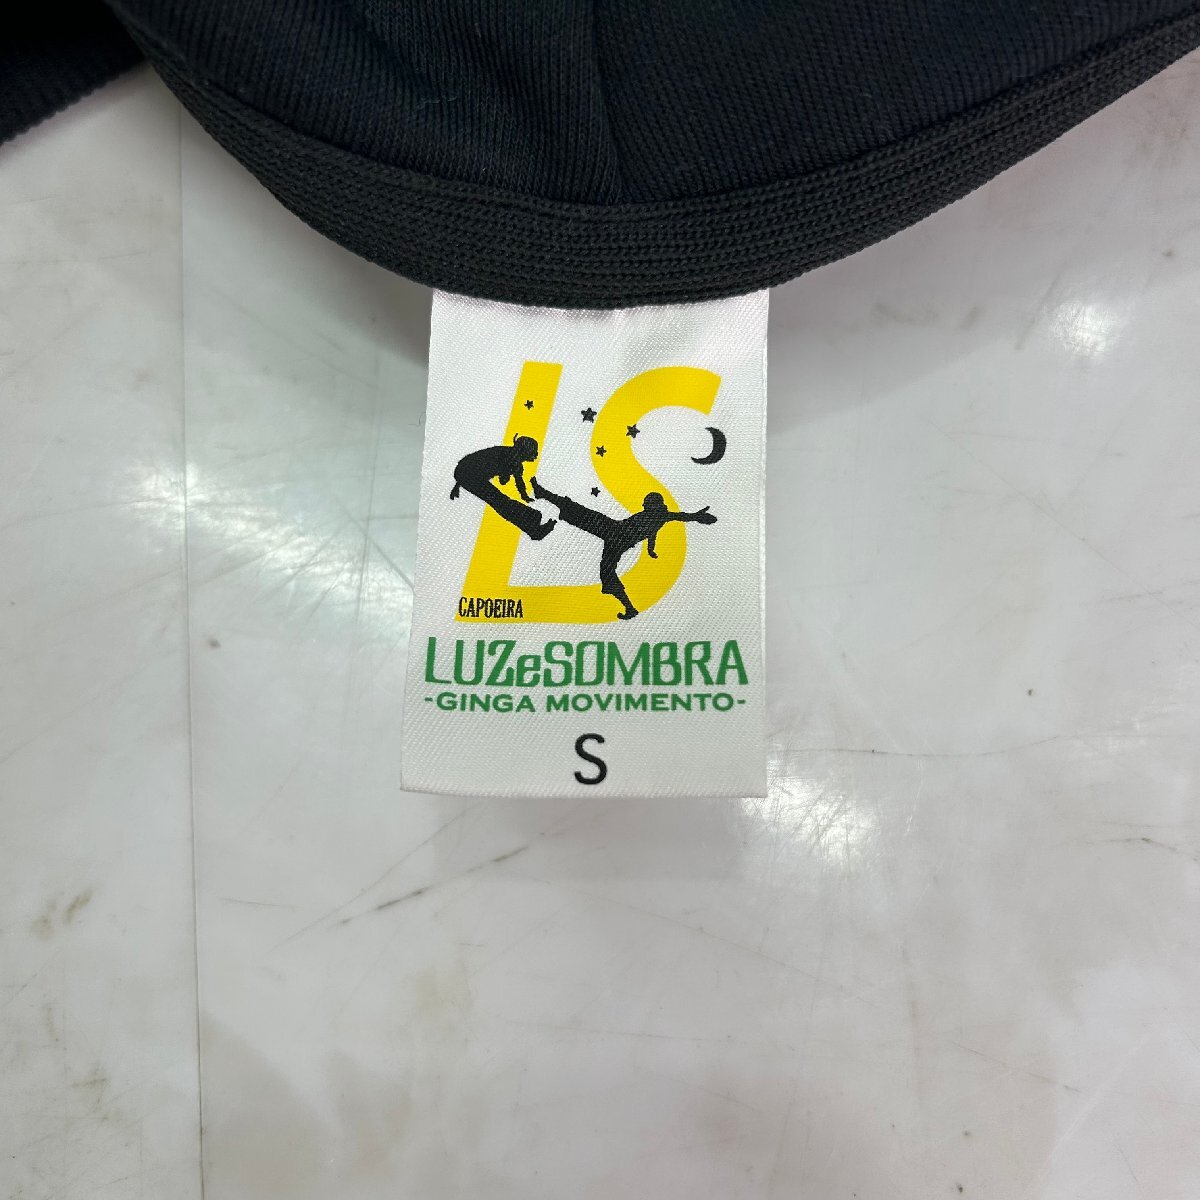 LS
CAPOEIRA
LUZeSOMBRA
-GINGA MOVIMENTO-
S